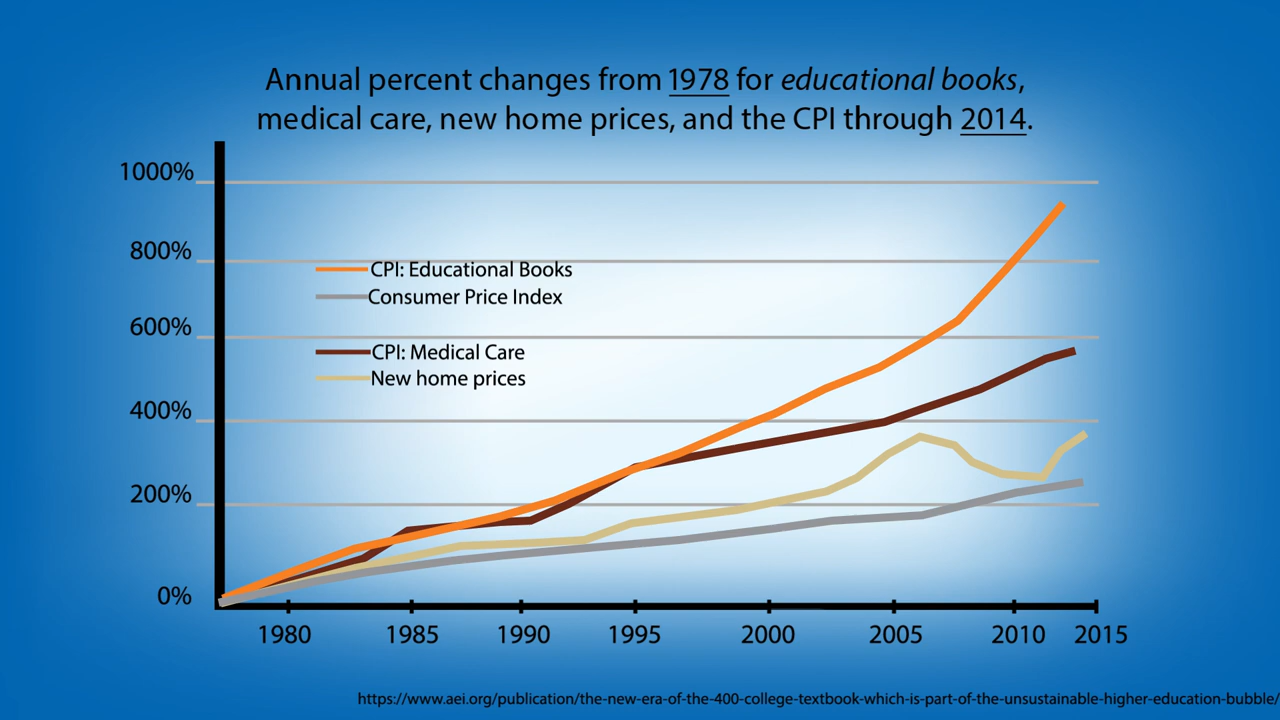 Annual percent changes from 1978 for educational books,
medical care, new home prices, and the CPI through 2014.
1000%
800%
CPI: Educational Books
Consumer Price Index
600%
CPI: Medical Care
New home prices
400%
200%
0%
1980 1985 1990 1995 2000 2005 2010 2015
https://www.aei.org/publication/the-new-era-of-the-400-college-textbook-which-is-part-of-the-unsustainable-higher-education-bubble/